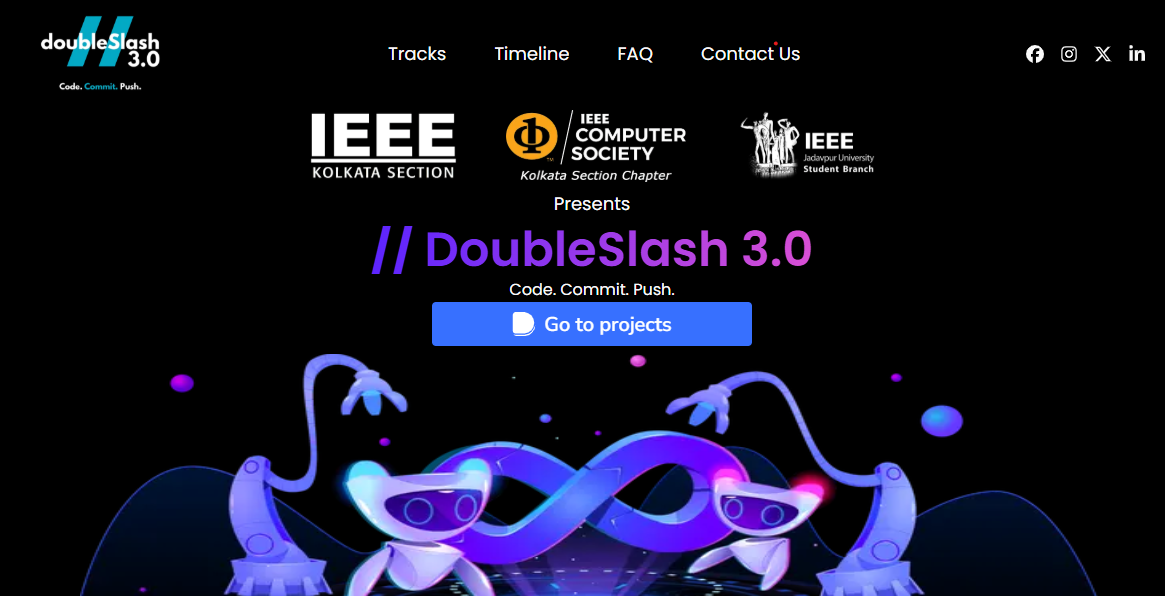 doubleSlash
3.0
Code. Commit. Push.
Tracks
Timeline
FAQ
Contact Us
IEEE
KOLKATA SECTION
IEEE
COMPUTER
SOCIETY
TM
Kolkata Section Chapter
IEEE
Jadavpur University
Student Branch
Presents
// DoubleSlash 3.0
Code. Commit. Push.
Go to projects